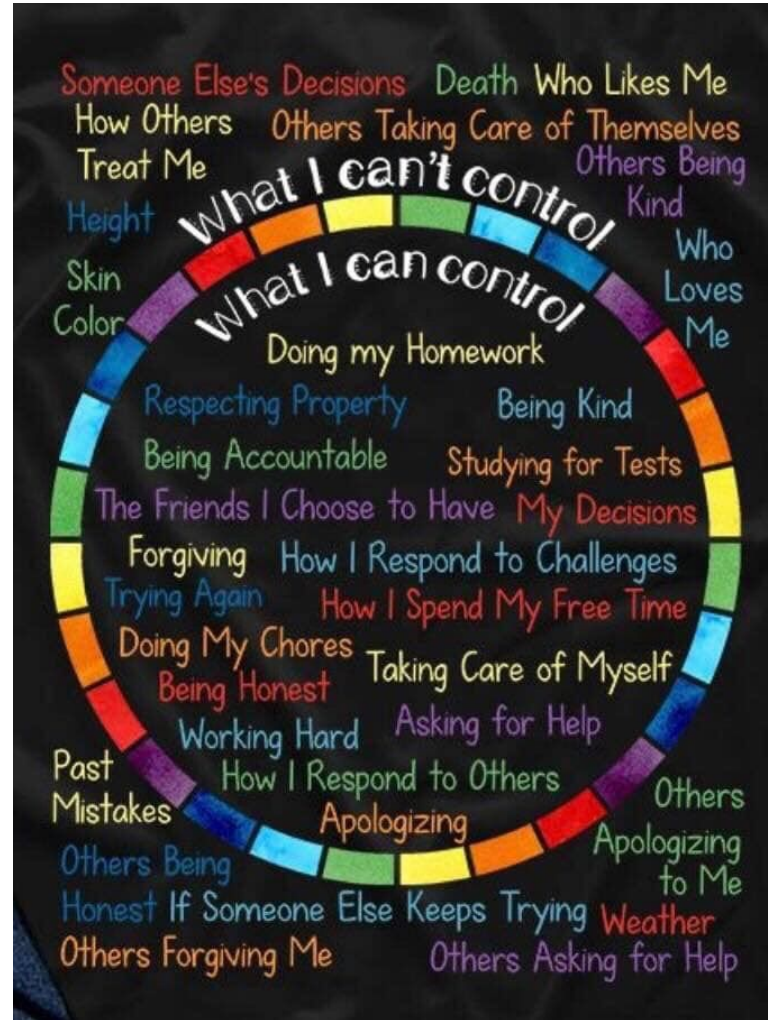 Someone Else's Decisions Death Who Likes Me
How Others
Treat Me
Others Taking Care of Themselves
Others Being
Kind
Height
Who
Loves
Me
Skin
Color
What I can't control
What I can control
Doing my Homework
Respecting Property Being Kind
Being Accountable Studying for Tests
The Friends I Choose to Have My Decisions
Forgiving How I Respond to Challenges
Trying Again How I Spend My Free Time
Doing My Chores Taking Care of Myself
Being Honest
Working Hard Asking for Help
How I Respond to Others
Apologizing
Past
Mistakes
Others
Apologizing
to Me
Others Being
Honest
If Someone Else Keeps Trying Weather
Others Forgiving Me Others Asking for Help